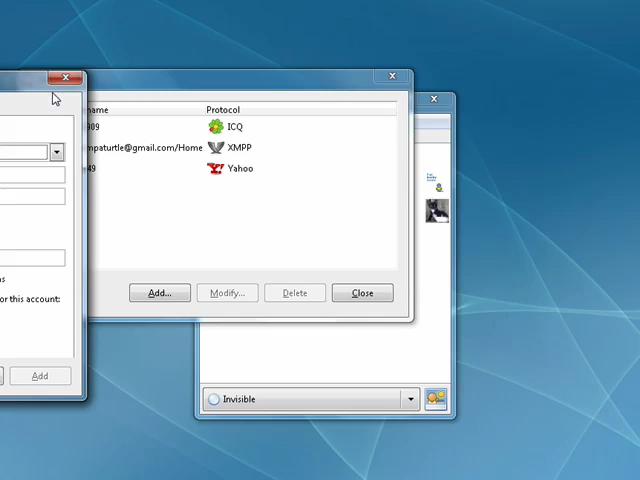 name
Protocol
909
ICQ
mpaturtle@gmail.com/Home
XMPP
49
Yahoo
s
or this account:
Add...
Modify...
Delete
Close
Add
Invisible